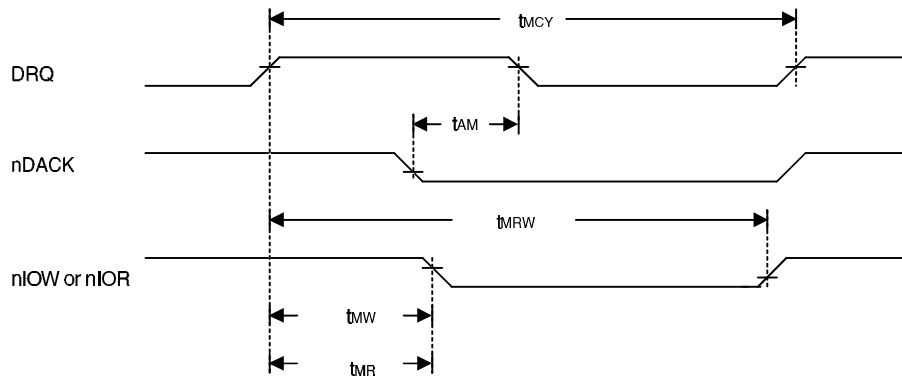 tMCY
DRQ
tAM
nDACK
tMRW
nIOW or nIOR
tMW
tMR